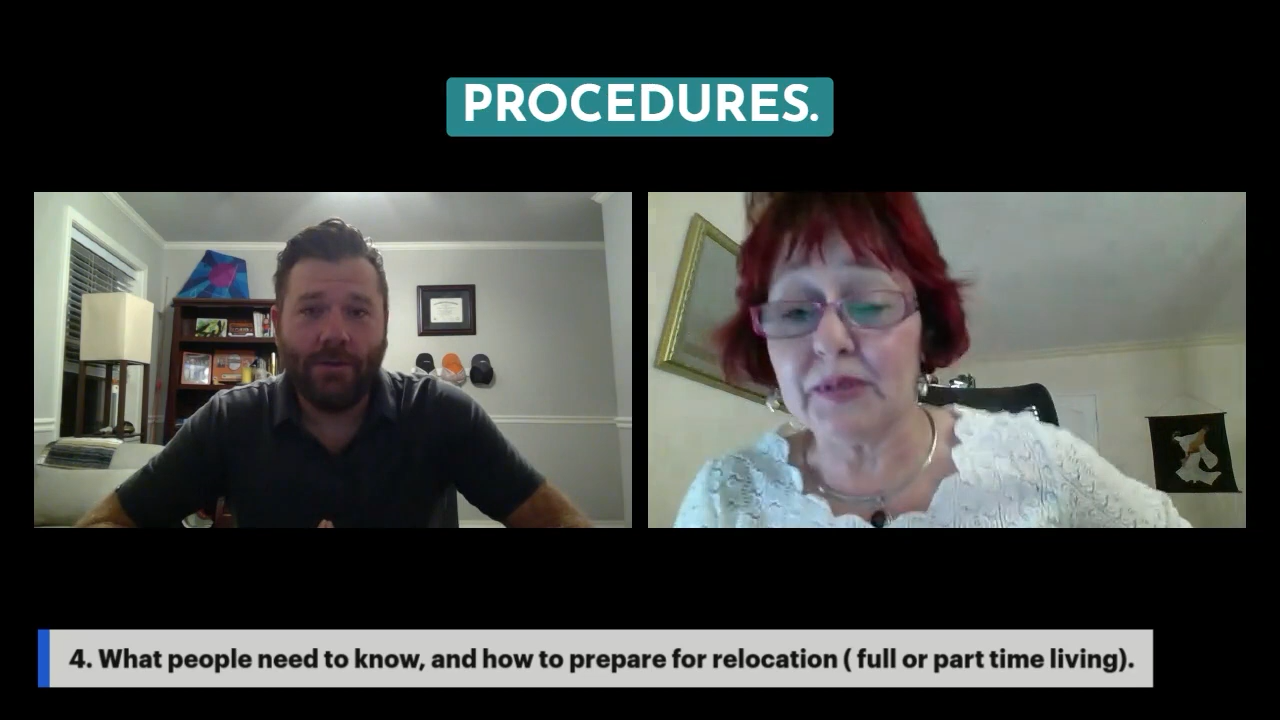 PROCEDURES.
4. What people need to know, and how to prepare for relocation ( full or part time living).